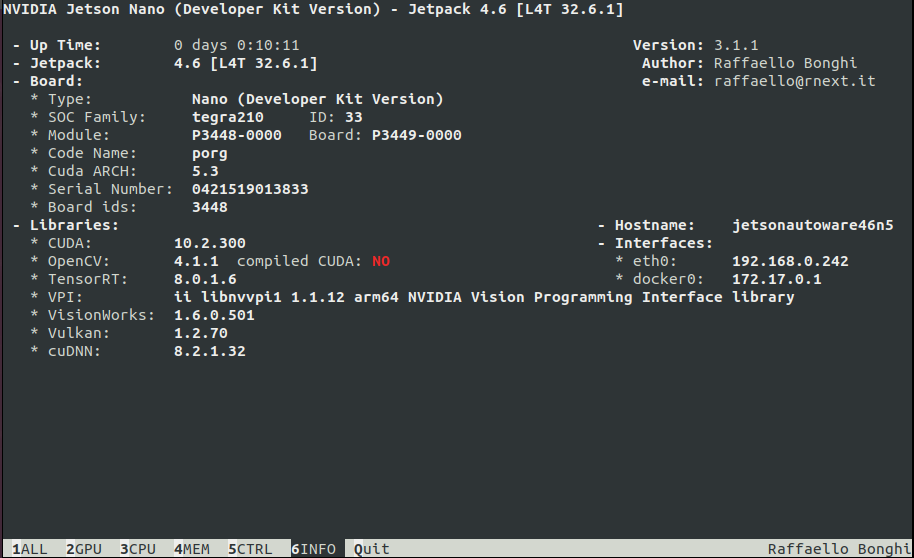 NVIDIA Jetson Nano (Developer Kit Version) - Jetpack 4.6 [L4T 32.6.1]
- Up Time: 0 days 0:10:11 Version: 3.1.1
- Jetpack: 4.6 [L4T 32.6.1] Author: Raffaello Bonghi
- Board: e-mail: raffaello@rnext.it
* Type: Nano (Developer Kit Version)
* SOC Family: tegra210 ID: 33
* Module: P3448-0000 Board: P3449-0000
* Code Name: porg
* Cuda ARCH: 5.3
* Serial Number: 0421519013833
* Board ids: 3448
- Libraries: - Hostname: jetsonautoware46n5
* CUDA: 10.2.300 - Interfaces:
* OpenCV: 4.1.1 compiled CUDA: NO * eth0: 192.168.0.242
* TensorRT: 8.0.1.6 * docker0: 172.17.0.1
* VPI: ii libnvvpi1 1.1.12 arm64 NVIDIA Vision Programming Interface library
* VisionWorks: 1.6.0.501
* Vulkan: 1.2.70
* cuDNN: 8.2.1.32
1ALL 2GPU 3CPU 4MEM 5CTRL 6INFO Quit Raffaello Bonghi